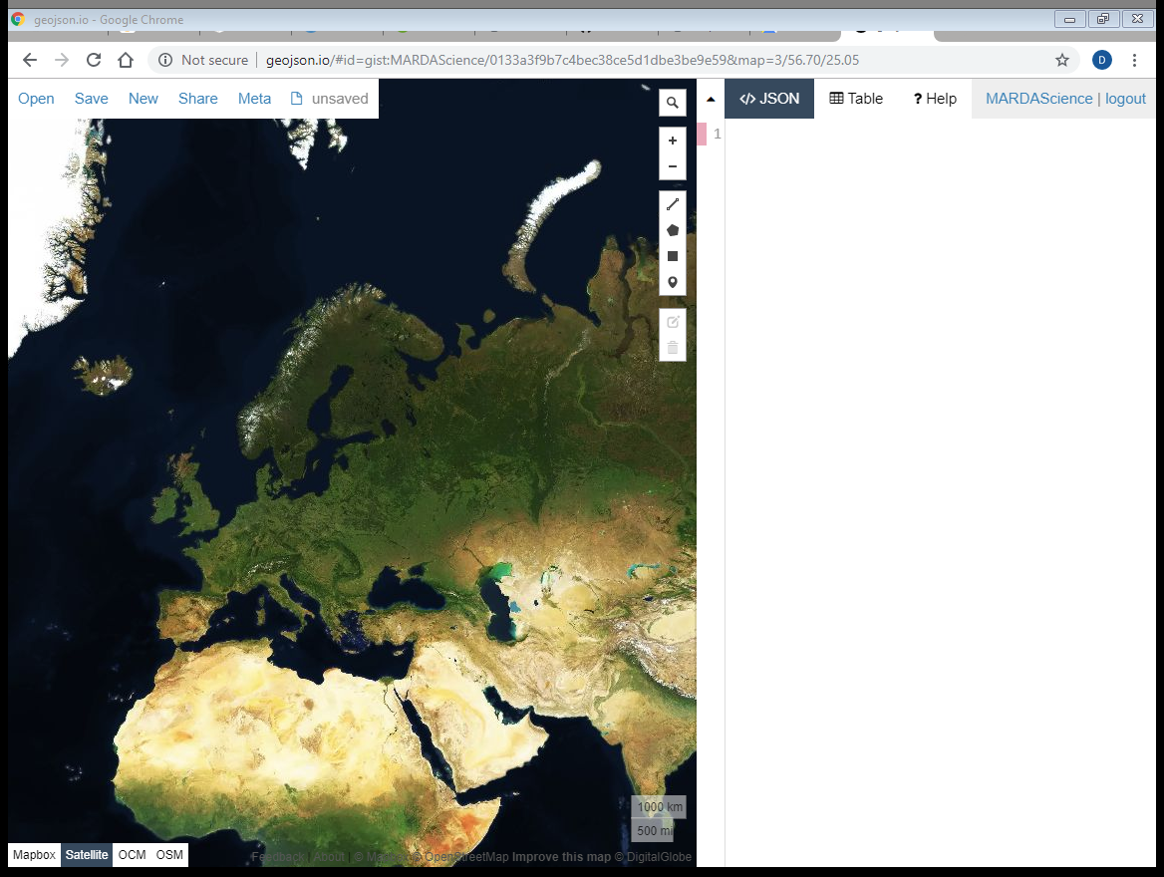 geojson.io - Google Chrome
Not secure | geojson.io/#id=gist:MARDAScience/0133a3f9b7c4bec38ce5d1dbe3be9e59&map=3/56.70/25.05
D
Open Save New Share Meta unsaved
</> JSON Table ? Help MARDAScience | logout
1
1000 km
500 mi
Mapbox Satellite OCM OSM
Feedback About © OpenStreetMap Improve this map © DigitalGlobe